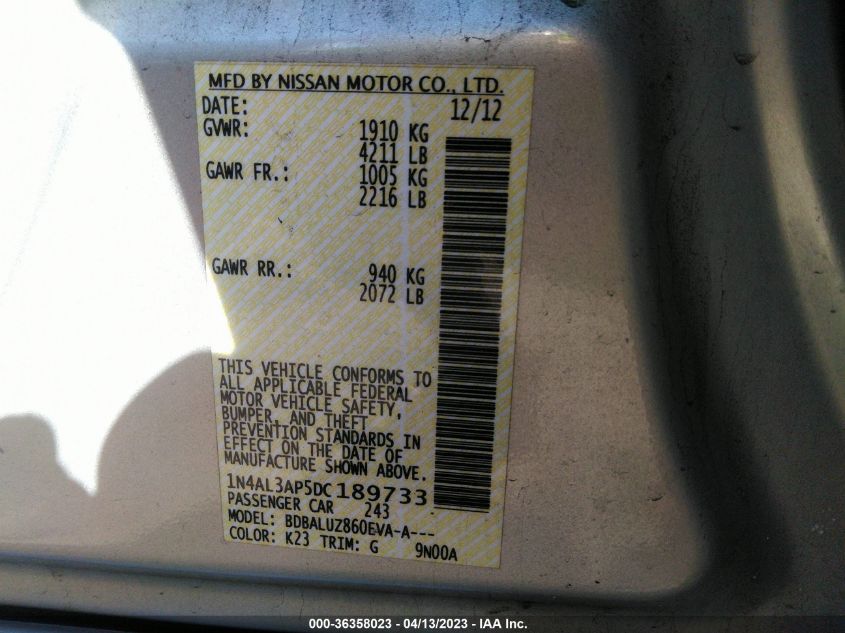 MFD BY NISSAN MOTOR CO., LTD.
DATE: 12/12
GVWR: 1910 KG
4211 LB
GAWR FR.: 1005 KG
2216 LB
GAWR RR.: 940 KG
2072 LB
THIS VEHICLE CONFORMS TO
ALL APPLICABLE FEDERAL
MOTOR VEHICLE SAFETY,
BUMPER, AND THEFT
PREVENTION STANDARDS IN
EFFECT ON THE DATE OF
MANUFACTURE SHOWN ABOVE.
1N4AL3AP5DC189733
PASSENGER CAR 243
MODEL: BDBALUZ860EVA-A---
COLOR: K23 TRIM: G 9N00A
000-36358023 - 04/13/2023 - IAA Inc.